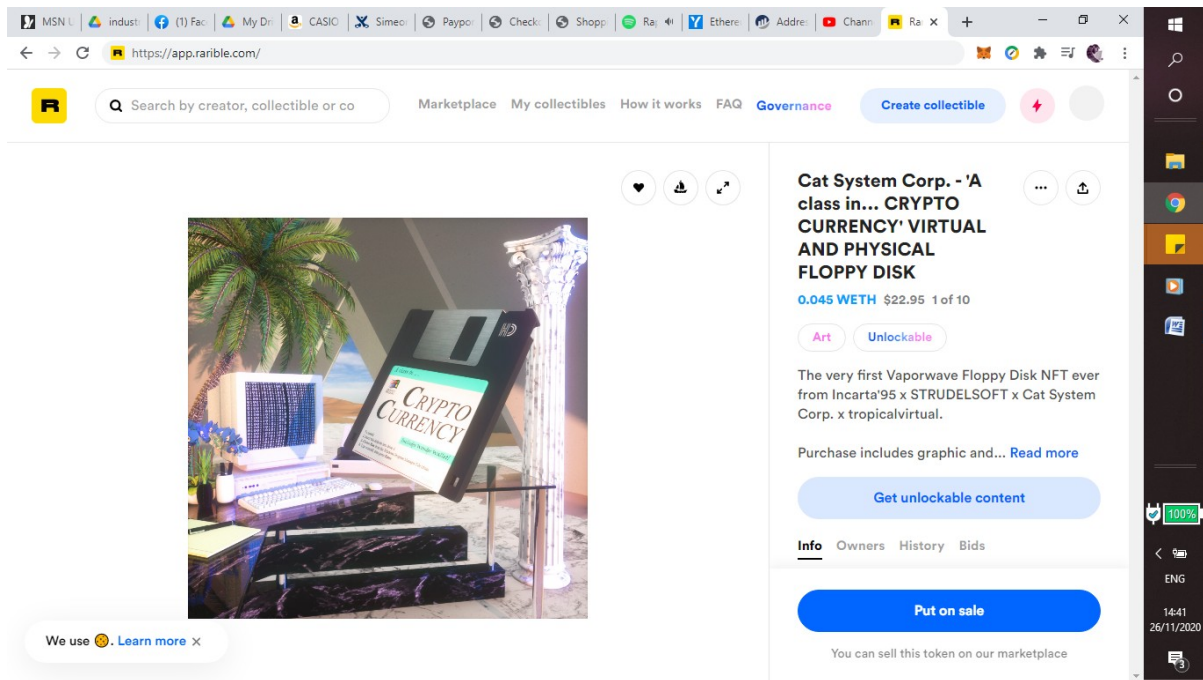 MSN U
indust
(1) Fac
My Dri
CASIO
Simeo
Paypor
Check
Shopp
Ra
Ethere
Addre
Chann
Ra
https://app.rarible.com/
R
Search by creator, collectible or co
Marketplace My collectibles How it works FAQ Governance
Create collectible
Cat System Corp. - 'A
class in... CRYPTO
CURRENCY' VIRTUAL
AND PHYSICAL
FLOPPY DISK
0.045 WETH $22.95 1 of 10
Art Unlockable
The very first Vaporwave Floppy Disk NFT ever
from Incarta'95 x STRUDELSOFT x Cat System
Corp. x tropicalvirtual.
Purchase includes graphic and... Read more
Get unlockable content
Info Owners History Bids
Put on sale
You can sell this token on our marketplace
HD
CRYPTO
CURRENCY
We use . Learn more
100%
ENG
14:41
26/11/2020
3